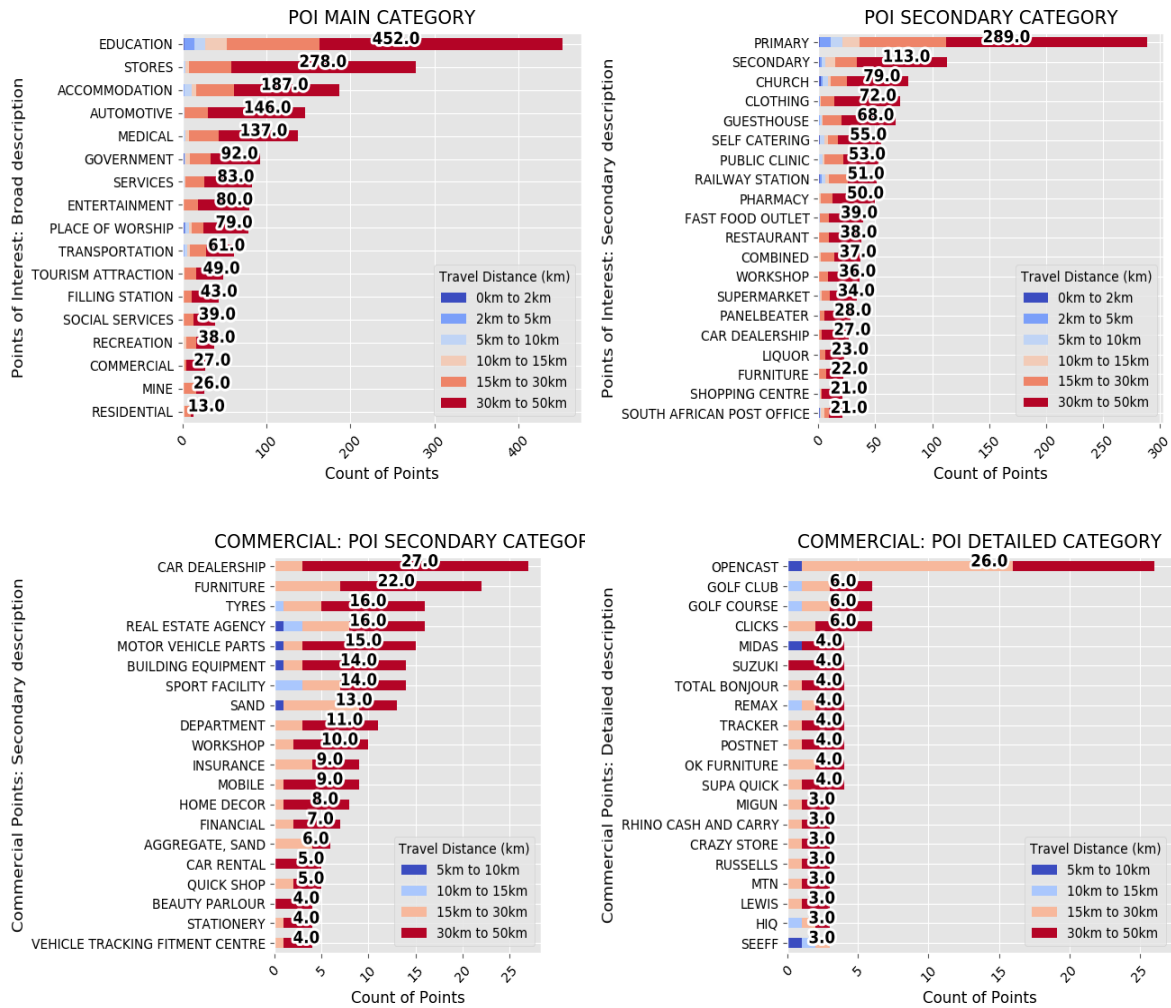 POI MAIN CATEGORY
Points of Interest: Broad description
EDUCATION 452.0
STORES 278.0
ACCOMMODATION 187.0
AUTOMOTIVE 146.0
MEDICAL 137.0
GOVERNMENT 92.0
SERVICES 83.0
ENTERTAINMENT 80.0
PLACE OF WORSHIP 79.0
TRANSPORTATION 61.0
TOURISM ATTRACTION 49.0
FILLING STATION 43.0
SOCIAL SERVICES 39.0
RECREATION 38.0
COMMERCIAL 27.0
MINE 26.0
RESIDENTIAL 13.0
Travel Distance (km)
0km to 2km
2km to 5km
5km to 10km
10km to 15km
15km to 30km
30km to 50km
0 100 200 300 400
Count of Points
POI SECONDARY CATEGORY
Points of Interest: Secondary description
PRIMARY 289.0
SECONDARY 113.0
CHURCH 79.0
CLOTHING 72.0
GUESTHOUSE 68.0
SELF CATERING 55.0
PUBLIC CLINIC 53.0
RAILWAY STATION 51.0
PHARMACY 50.0
FAST FOOD OUTLET 39.0
RESTAURANT 38.0
COMBINED 37.0
WORKSHOP 36.0
SUPERMARKET 34.0
PANELBEATER 28.0
CAR DEALERSHIP 27.0
LIQUOR 23.0
FURNITURE 22.0
SHOPPING CENTRE 21.0
SOUTH AFRICAN POST OFFICE 21.0
Travel Distance (km)
0km to 2km
2km to 5km
5km to 10km
10km to 15km
15km to 30km
30km to 50km
0 50 100 150 200 250 300
Count of Points
COMMERCIAL: POI SECONDARY CATEGOR
Commercial Points: Secondary description
CAR DEALERSHIP 27.0
FURNITURE 22.0
TYRES 16.0
REAL ESTATE AGENCY 16.0
MOTOR VEHICLE PARTS 15.0
BUILDING EQUIPMENT 14.0
SPORT FACILITY 14.0
SAND 13.0
DEPARTMENT 11.0
WORKSHOP 10.0
INSURANCE 9.0
MOBILE 9.0
HOME DECOR 8.0
FINANCIAL 7.0
AGGREGATE, SAND 6.0
CAR RENTAL 5.0
QUICK SHOP 5.0
BEAUTY PARLOUR 4.0
STATIONERY 4.0
VEHICLE TRACKING FITMENT CENTRE 4.0
Travel Distance (km)
5km to 10km
10km to 15km
15km to 30km
30km to 50km
0 5 10 15 20 25
Count of Points
COMMERCIAL: POI DETAILED CATEGORY
Commercial Points: Detailed description
OPENCAST 26.0
GOLF CLUB 6.0
GOLF COURSE 6.0
CLICKS 6.0
MIDAS 4.0
SUZUKI 4.0
TOTAL BONJOUR 4.0
REMAX 4.0
TRACKER 4.0
POSTNET 4.0
OK FURNITURE 4.0
SUPA QUICK 4.0
MIGUN 3.0
RHINO CASH AND CARRY 3.0
CRAZY STORE 3.0
RUSSELLS 3.0
MTN 3.0
LEWIS 3.0
HIQ 3.0
SEEFF 3.0
Travel Distance (km)
5km to 10km
10km to 15km
15km to 30km
30km to 50km
0 5 10 15 20 25
Count of Points